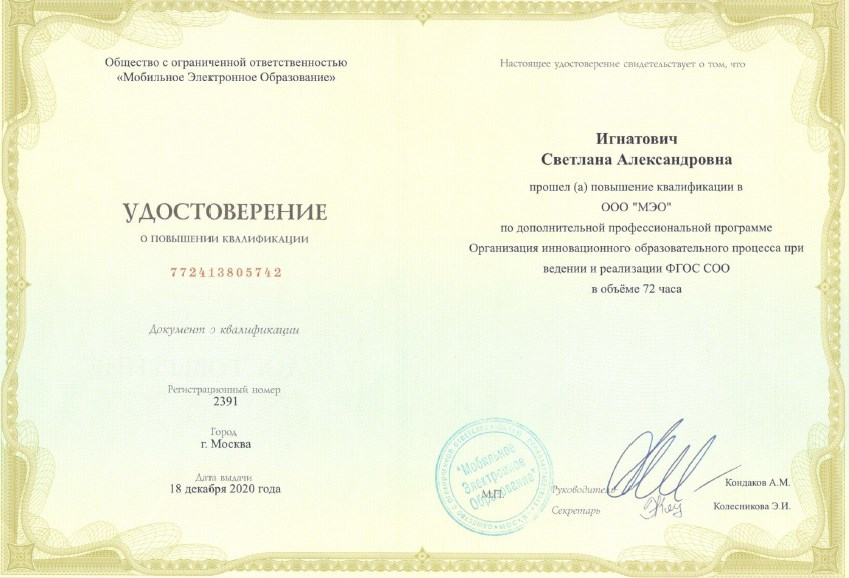 Общество с ограниченной ответственностью
«Мобильное Электронное Образование»
УДОСТОВЕРЕНИЕ
О ПОВЫШЕНИИ КВАЛИФИКАЦИИ
772413805742
Документ о квалификации
Регистрационный номер
2391
Город
г. Москва
Дата выдачи
18 декабря 2020 года
Настоящее удостоверение свидетельствует о том, что
Игнатович
Светлана Александровна
прошел (а) повышение квалификации в
ООО "МЭО"
по дополнительной профессиональной программе
Организация инновационного образовательного процесса при
ведении и реализации ФГОС СОО
в объёме 72 часа
"Мобильное
Электронное
Образование"
М.П.
Руководитель
Кондаков А.М.
Секретарь
Колесникова Э.И.